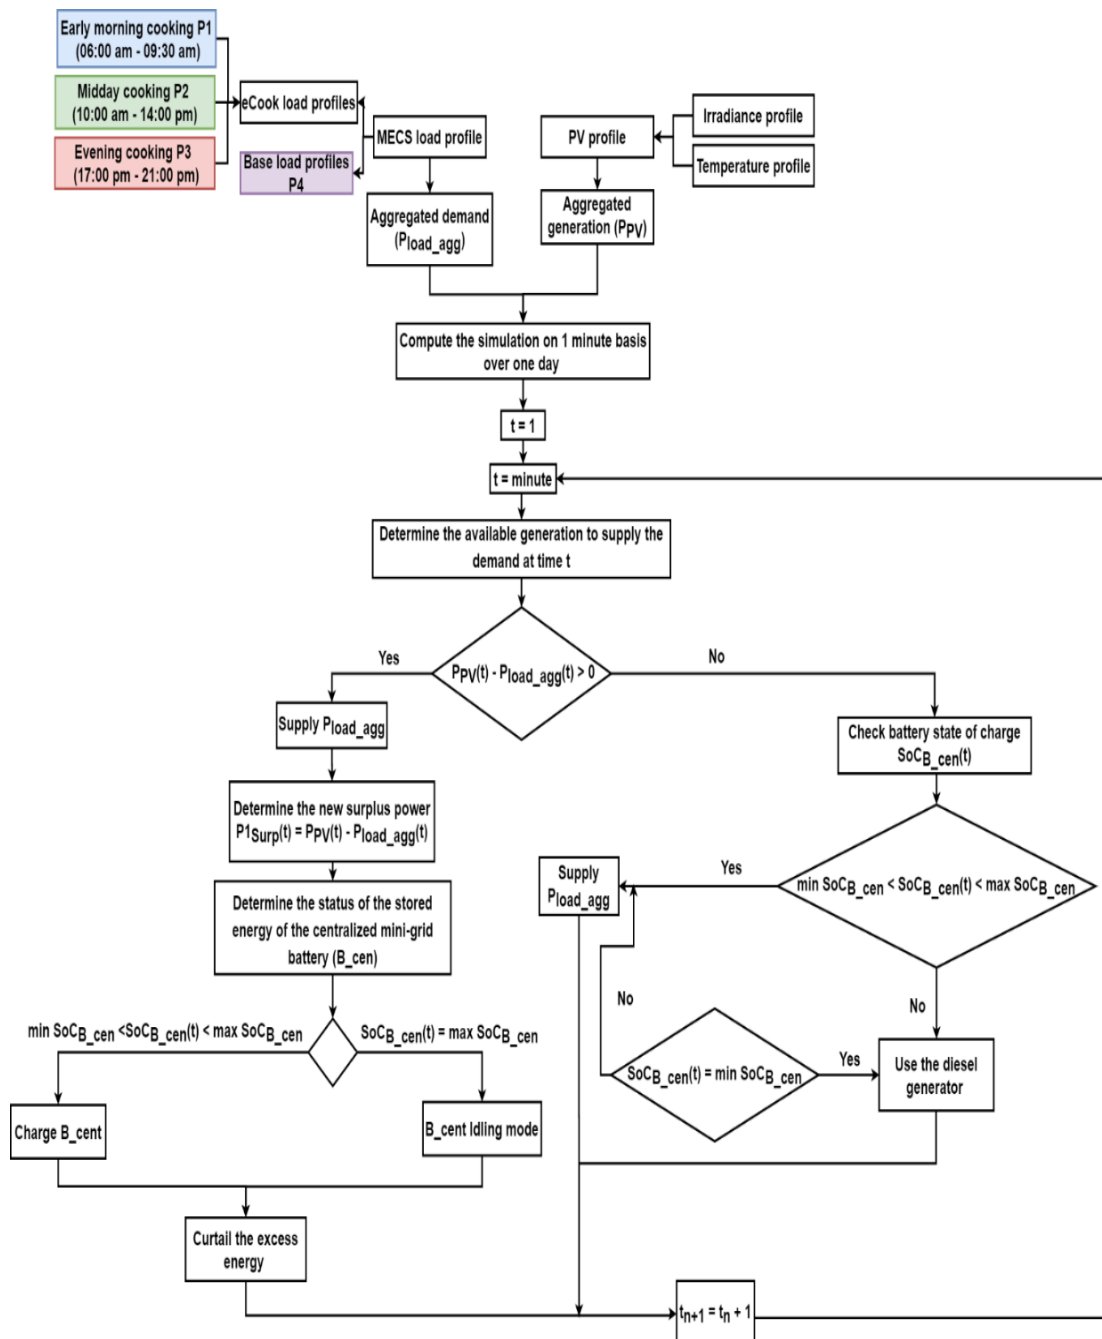 Early morning cooking P1
(06:00 am - 09:30 am)
Midday cooking P2
(10:00 am - 14:00 pm)
Evening cooking P3
(17:00 pm - 21:00 pm)
eCook load profiles
Base load profiles
P4
MECS load profile
Aggregated demand
(Pload_agg)
PV profile
Aggregated
generation (PPV)
Irradiance profile
Temperature profile
Compute the simulation on 1 minute basis
over one day
t = 1
t = minute
Determine the available generation to supply the
demand at time t
PPV(t) - Pload_agg(t) > 0
Yes
No
Supply Pload_agg
Determine the new surplus power
P1Surp(t) = PPV(t) - Pload_agg(t)
Determine the status of the stored
energy of the centralized mini-grid
battery (B_cen)
min SoCB_cen <SoCB_cen(t) < max SoCB_cen
SoCB_cen(t) = max SoCB_cen
Charge B_cent
B_cent Idling mode
Curtail the excess
energy
Check battery state of charge
SoCB_cen(t)
min SoCB_cen < SoCB_cen(t) < max SoCB_cen
Yes
No
Supply
Pload_agg
No
SoCB_cen(t) = min SoCB_cen
Yes
Use the diesel
generator
tn+1 = tn + 1